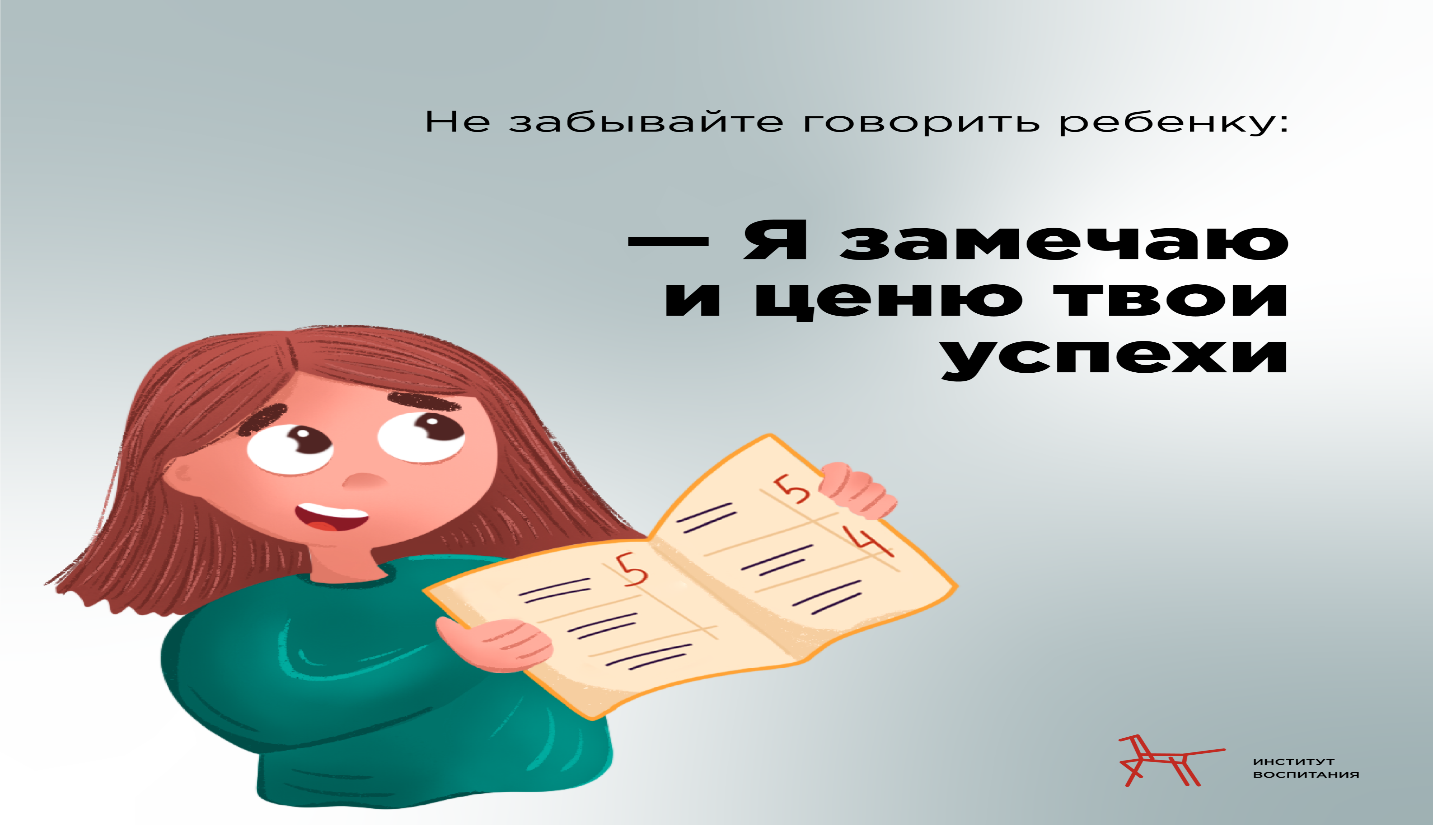 Не забывайте говорить ребенку:
— Я замечаю
и ценю твои
успехи
5
5
4
ИНСТИТУТ
ВОСПИТАНИЯ